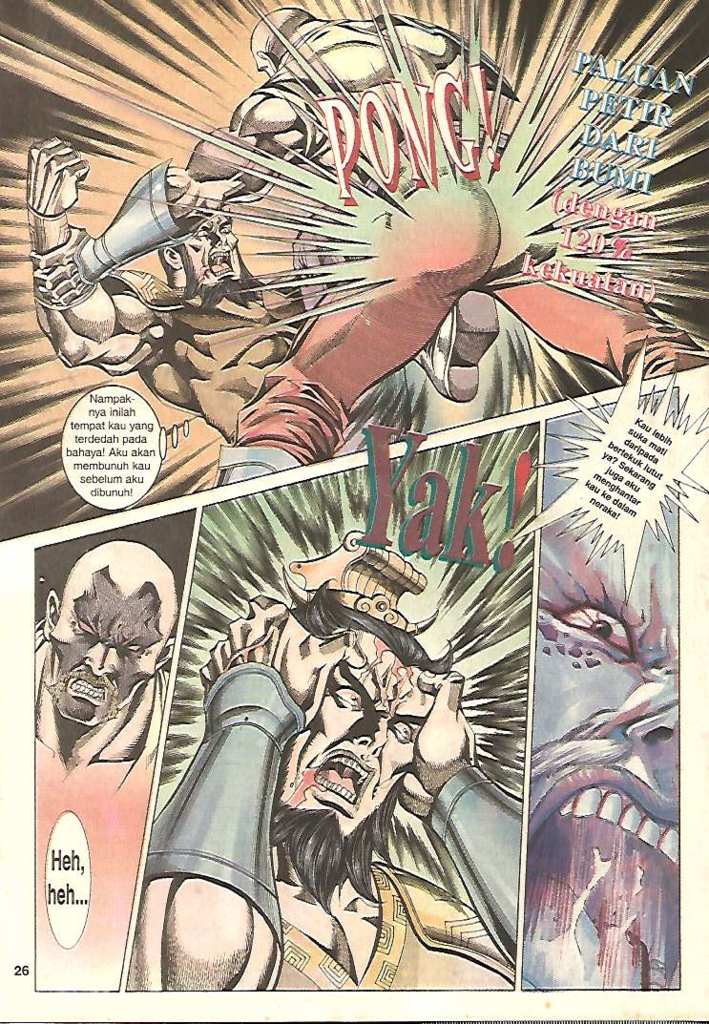 PONG!
PALUAN
PETIR
DARI
BUMI
(dengan
120%
kekuatan)
Nampak-
nya inilah
tempat kau yang
terdedah pada
bahaya! Aku akan
membunuh kau
sebelum aku
dibunuh!
Yak!
Kau lebih
suka mati
daripada
bertekuk lutut
ya? Sekarang
juga aku
menghantar
kau ke dalam
neraka!
Heh,
heh...
26